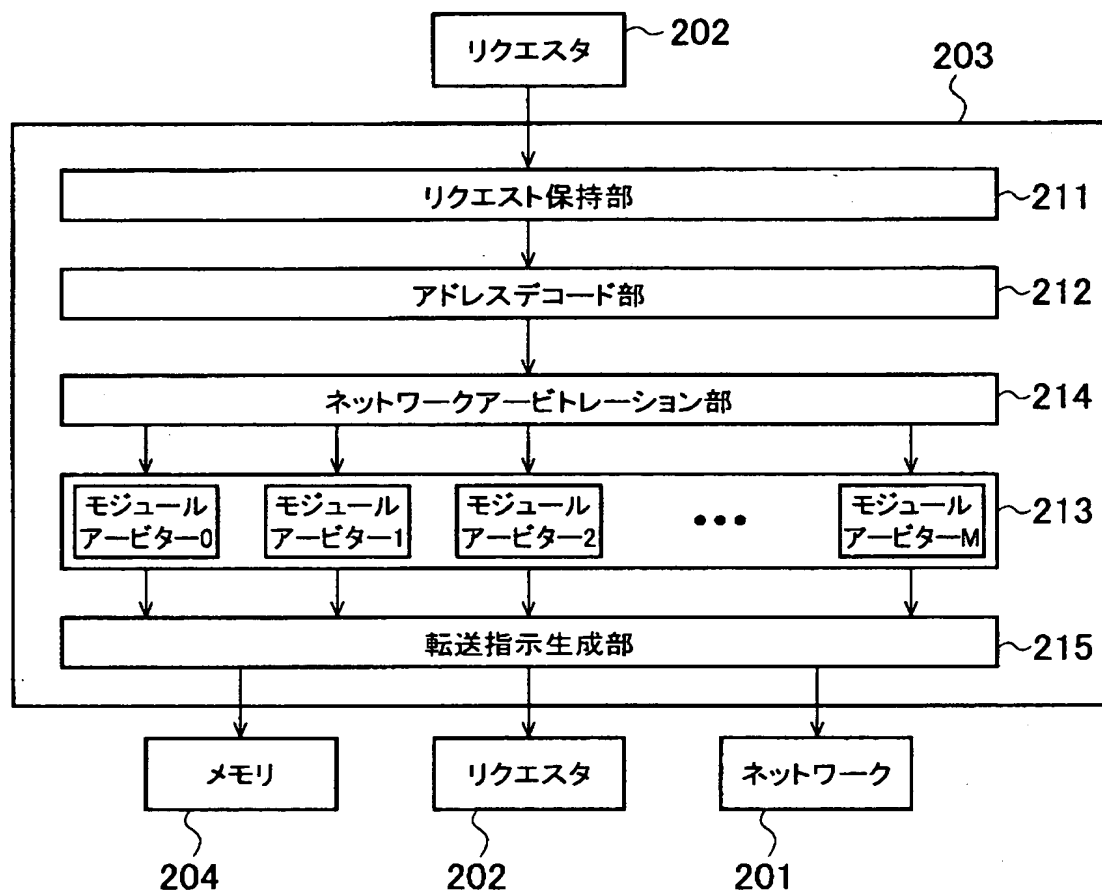 リクエスタ
202
203
リクエスト保持部
211
アドレスデコード部
212
ネットワークアービトレーション部
214
モジュール
アービター0
モジュール
アービター1
モジュール
アービター2
•••
モジュール
アービターM
213
転送指示生成部
215
メモリ
リクエスタ
ネットワーク
204
202
201